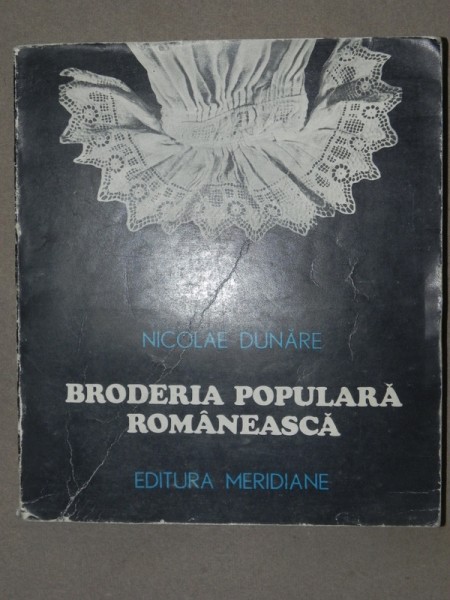 NICOLAE DUNĂRE
BRODERIA POPULARĂ
ROMÂNEASCĂ
EDITURA MERIDIANE